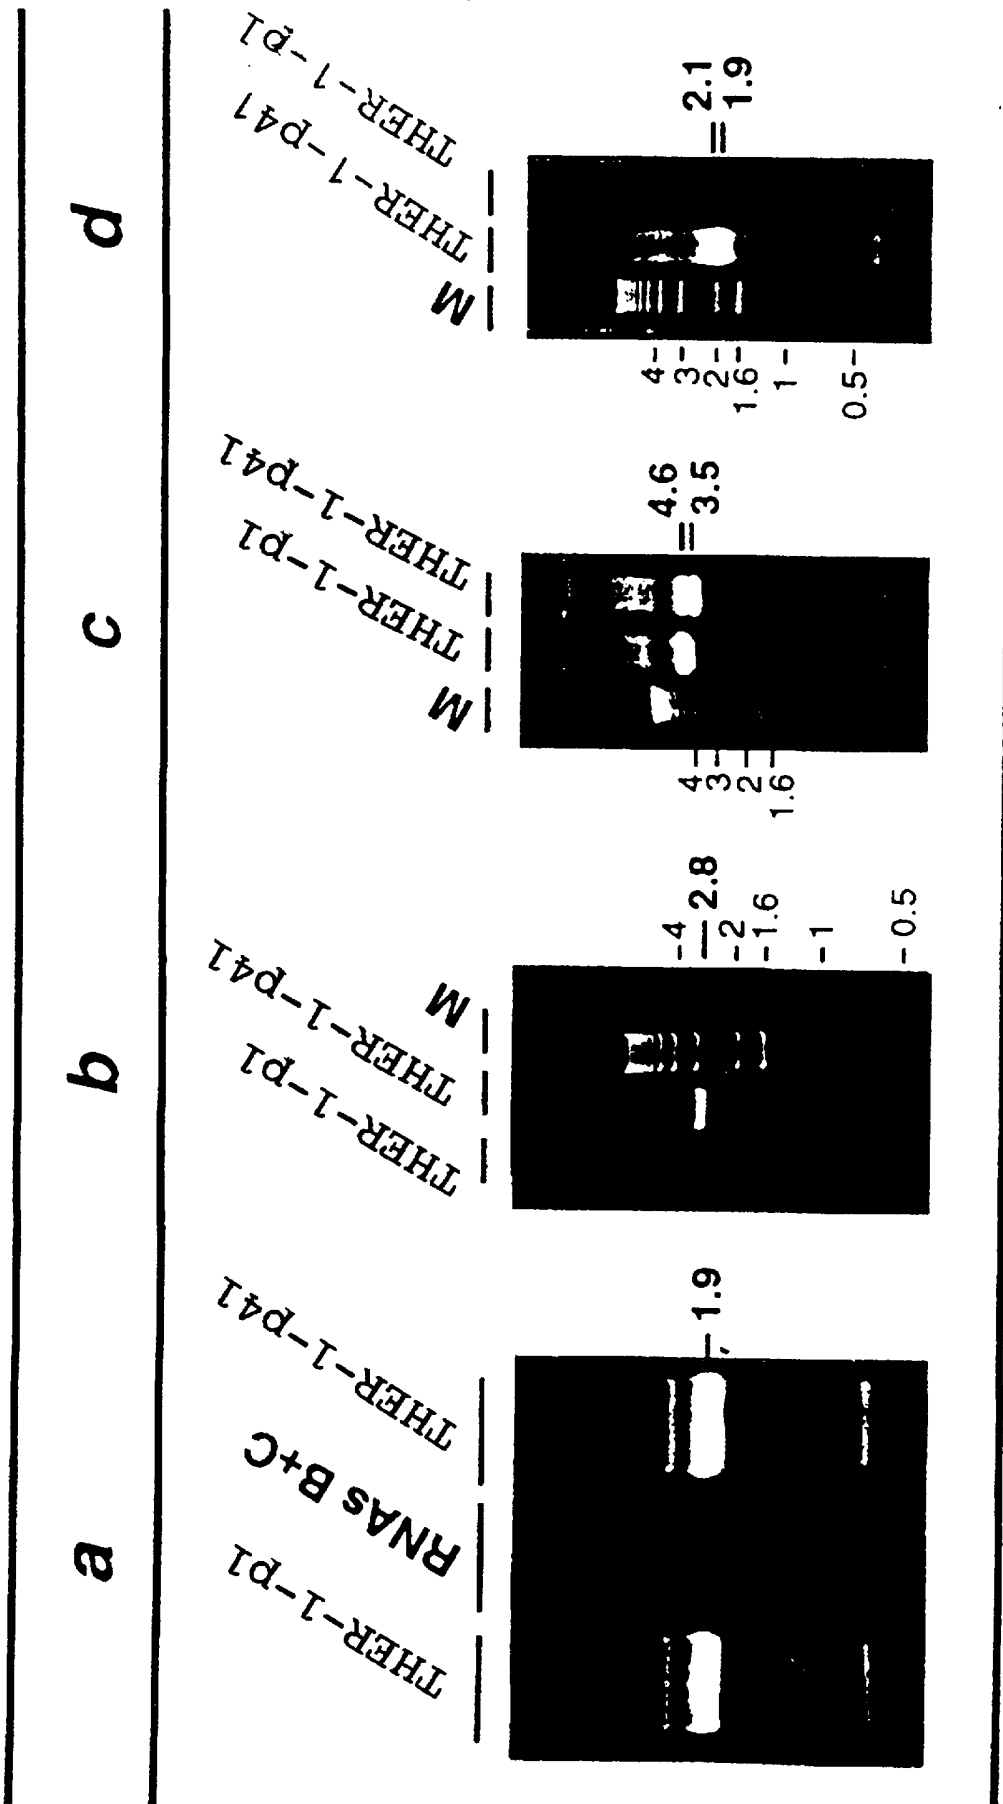 a
b
c
d
THER-1-p1
RNAs B+C
THER-1-p41
– 1.9
THER-1-p1
THER-1-p41
M
– 4
— 2.8
– 2
– 1.6
– 1
– 0.5
M
THER-1-p1
THER-1-p41
4 –
3 –
2 –
1.6 –
4.6
3.5
M
THER-1-p41
THER-1-p1
4 –
3 –
2 –
1.6 –
1 –
0.5 –
2.1
1.9